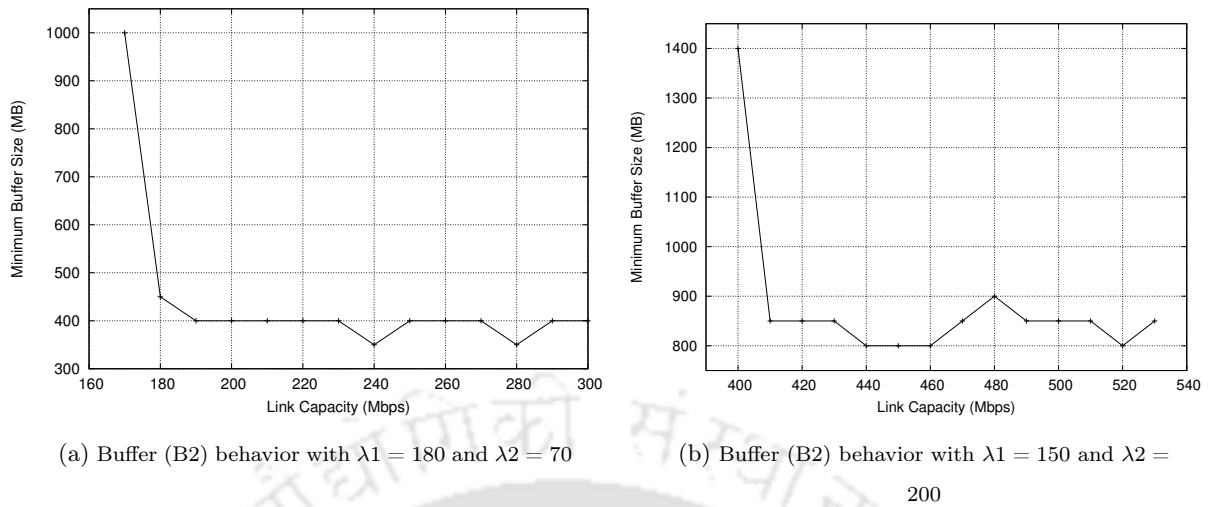 1000
900
800
700
600
500
400
300
160 180 200 220 240 260 280 300
Minimum Buffer Size (MB)
Link Capacity (Mbps)
(a) Buffer (B2) behavior with λ1 = 180 and λ2 = 70
1400
1300
1200
1100
1000
900
800
400 420 440 460 480 500 520 540
Minimum Buffer Size (MB)
Link Capacity (Mbps)
(b) Buffer (B2) behavior with λ1 = 150 and λ2 =
200